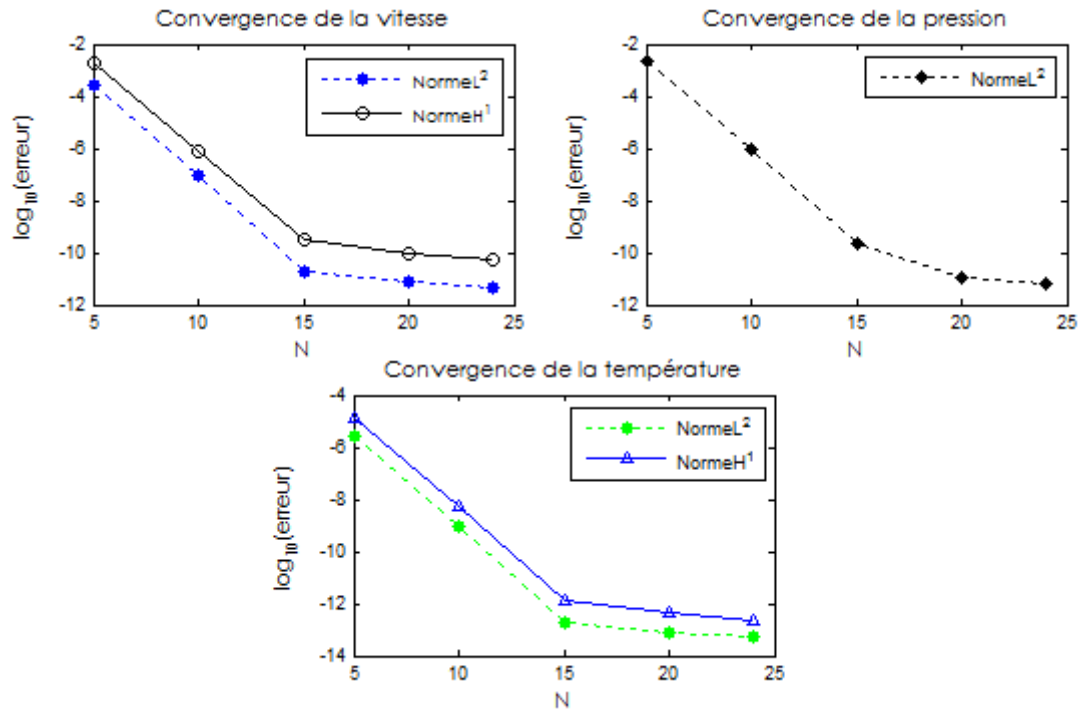 Convergence de la vitesse
-2
-4
-6
-8
-10
-12
log10(erreur)
5 10 15 20 25
N
NormeL²
NormeH¹
Convergence de la pression
-2
-4
-6
-8
-10
-12
log10(erreur)
5 10 15 20 25
N
NormeL²
Convergence de la température
-4
-6
-8
-10
-12
-14
log10(erreur)
5 10 15 20 25
N
NormeL²
NormeH¹